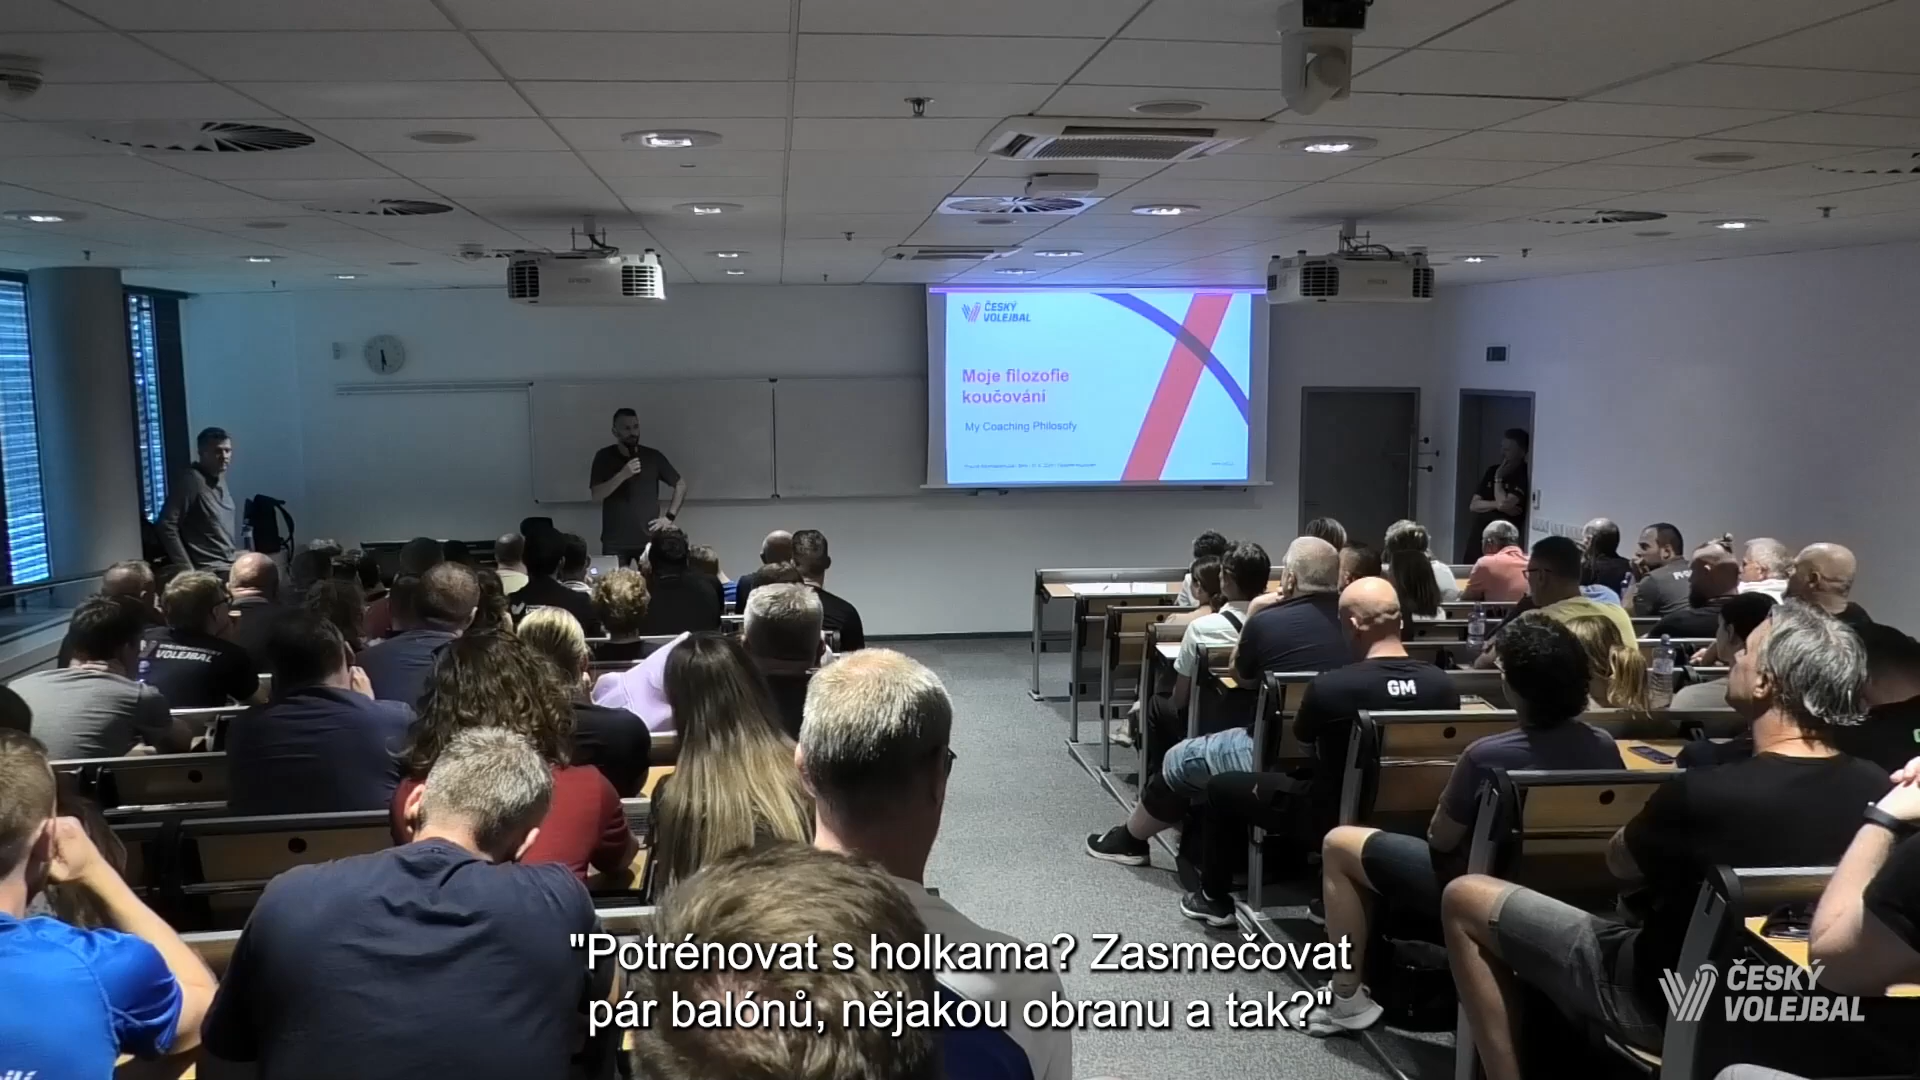 ČESKÝ
VOLEJBAL
Moje filozofie
koučování
My Coaching Philosofy
VOLEJBAL
GM
"Potrénovat s holkama? Zasmečovat
pár balónů, nějakou obranu a tak?"
ČESKÝ
VOLEJBAL